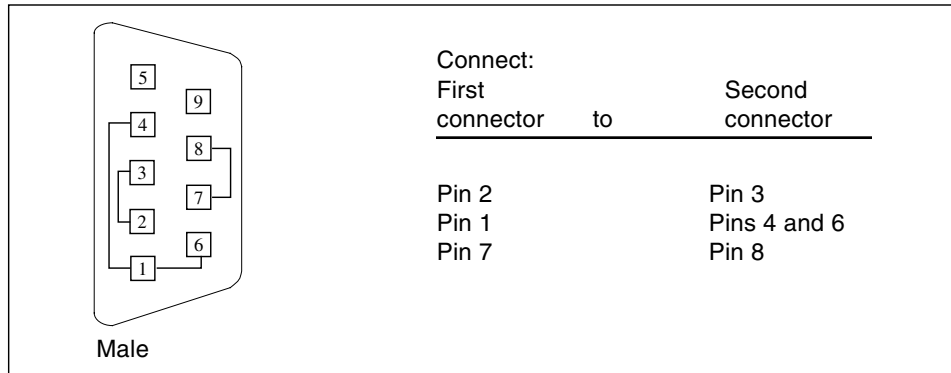 5
9
4
8
3
7
2
6
1
Male
Connect:
First Second
connector to connector
Pin 2 Pin 3
Pin 1 Pins 4 and 6
Pin 7 Pin 8